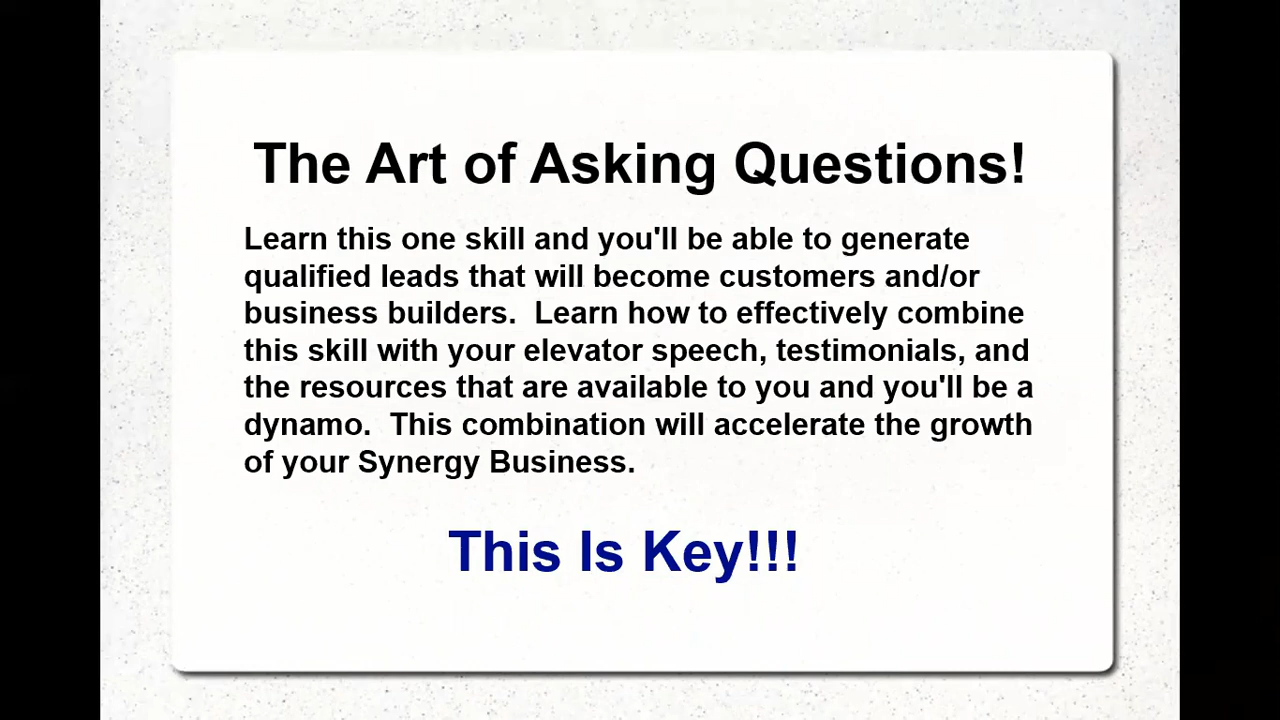 The Art of Asking Questions!
Learn this one skill and you'll be able to generate
qualified leads that will become customers and/or
business builders.  Learn how to effectively combine
this skill with your elevator speech, testimonials, and
the resources that are available to you and you'll be a
dynamo.  This combination will accelerate the growth
of your Synergy Business.
This Is Key!!!